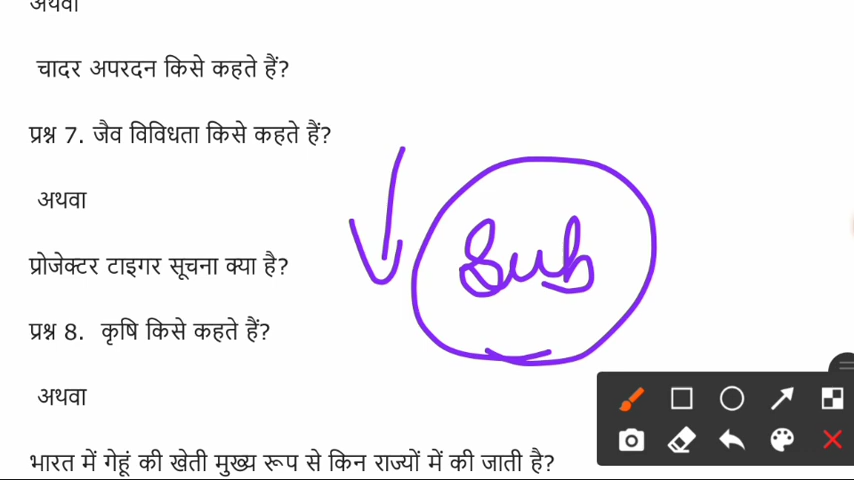 अथवा
चादर अपरदन किसे कहते हैं?
प्रश्न 7. जैव विविधता किसे कहते हैं?
अथवा
प्रोजेक्टर टाइगर सूचना क्या है?
Sub
प्रश्न 8. कृषि किसे कहते हैं?
अथवा
भारत में गेहूं की खेती मुख्य रूप से किन राज्यों में की जाती है?